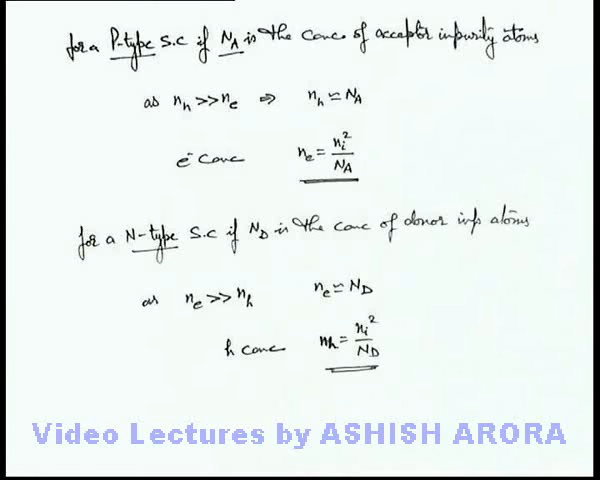 for a P-type S.C if N_A is the conc. of acceptor impurity atoms
as n_h >> n_e ⇒ n_h ≃ N_A
e⁻ conc n_e = n_i²/N_A
for a N-type S.C if N_D is the conc of donor imp atoms
as n_e >> n_h n_e ≃ N_D
h conc n_h = n_i²/N_D
Video Lectures by ASHISH ARORA